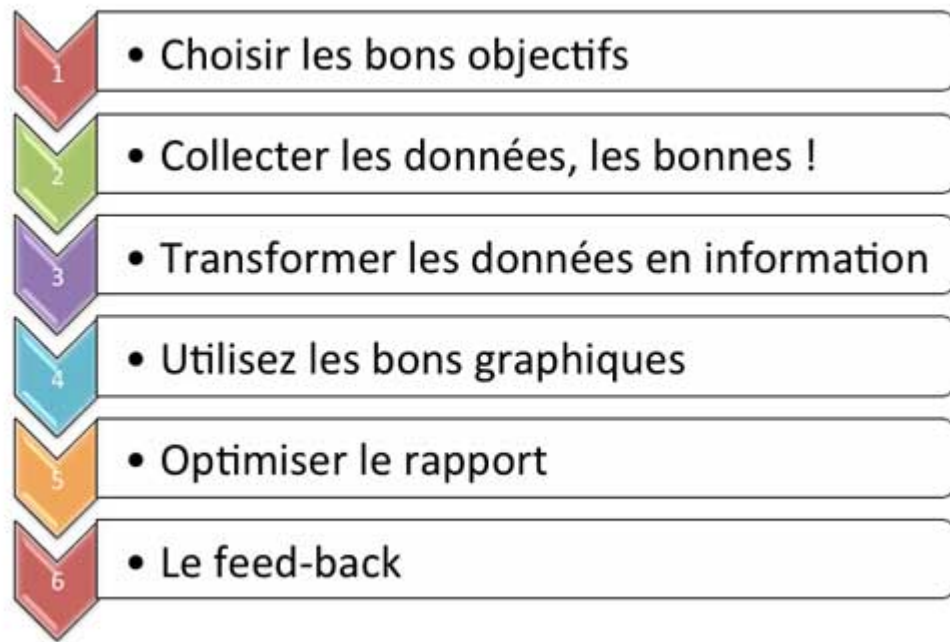 1 • Choisir les bons objectifs
2 • Collecter les données, les bonnes !
3 • Transformer les données en information
4 • Utilisez les bons graphiques
5 • Optimiser le rapport
6 • Le feed-back